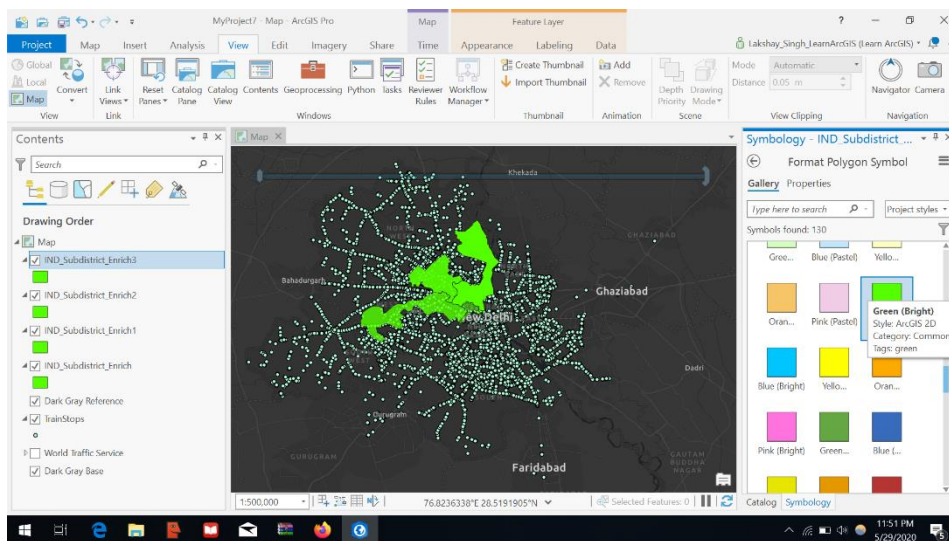 MyProject7 - Map - ArcGIS Pro
Map
Feature Layer
?
Project
Map
Insert
Analysis
View
Edit
Imagery
Share
Time
Appearance
Labeling
Data
Lakshay_Singh_LearnArcGIS (Learn ArcGIS)
Global
Local
Map
Convert
Link Views
Reset Panes
Catalog Pane
Catalog View
Contents
Geoprocessing
Python
Tasks
Reviewer Rules
Workflow Manager
Create Thumbnail
Import Thumbnail
Add
Remove
Depth Priority
Drawing Mode
Mode Automatic
Distance 0.05 m
Navigator
Camera
View
Link
Windows
Thumbnail
Animation
Scene
View Clipping
Navigation
Contents
Search
Drawing Order
Map
IND_Subdistrict_Enrich3
IND_Subdistrict_Enrich2
IND_Subdistrict_Enrich1
IND_Subdistrict_Enrich
Dark Gray Reference
TrainStops
World Traffic Service
Dark Gray Base
Map
Khekada
GHAZIABAD
Bahadurgarh
Ghaziabad
New Delhi
Dadri
SOUTH
Gurugram
GURUGRAM
Faridabad
GAUTAM
BUDDHA
NAGAR
1:500,000
76.8236338°E 28.5191905°N
Selected Features: 0
Symbology - IND_Subdistrict_...
Format Polygon Symbol
Gallery
Properties
Type here to search
Project styles
Symbols found: 130
Gree...
Blue (Pastel)
Yello...
Oran...
Pink (Pastel)
Green (Bright)
Style: ArcGIS 2D
Category: Common
Tags: green
Blue (Bright)
Yello...
Oran...
Pink (Bright)
Green...
Blue (...
Catalog
Symbology
11:51 PM
5/29/2020